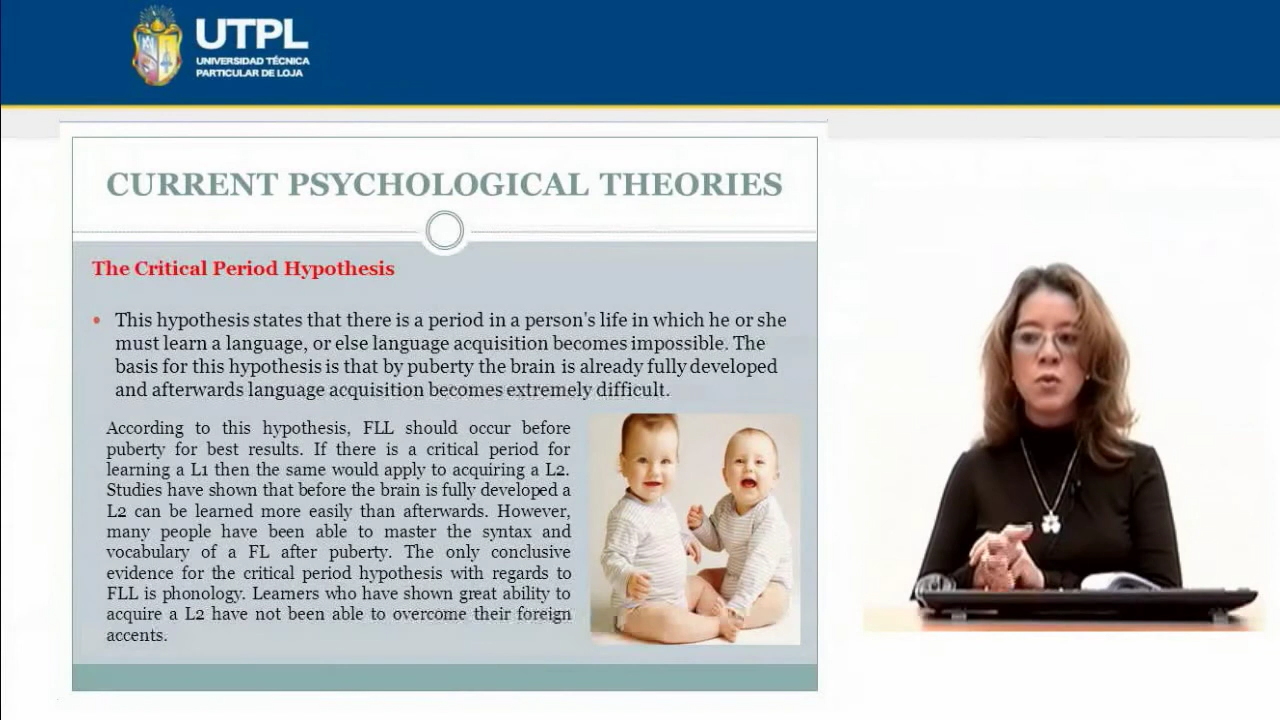 UTPL
UNIVERSIDAD TÉCNICA
PARTICULAR DE LOJA
CURRENT PSYCHOLOGICAL THEORIES
The Critical Period Hypothesis
• This hypothesis states that there is a period in a person's life in which he or she
must learn a language, or else language acquisition becomes impossible. The
basis for this hypothesis is that by puberty the brain is already fully developed
and afterwards language acquisition becomes extremely difficult.
According to this hypothesis, FLL should occur before
puberty for best results. If there is a critical period for
learning a L1 then the same would apply to acquiring a L2.
Studies have shown that before the brain is fully developed a
L2 can be learned more easily than afterwards. However,
many people have been able to master the syntax and
vocabulary of a FL after puberty. The only conclusive
evidence for the critical period hypothesis with regards to
FLL is phonology. Learners who have shown great ability to
acquire a L2 have not been able to overcome their foreign
accents.